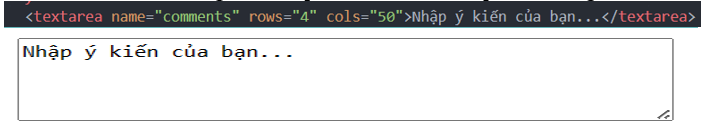 <textarea name="comments" rows="4" cols="50">Nhập ý kiến của bạn...</textarea>
Nhập ý kiến của bạn...